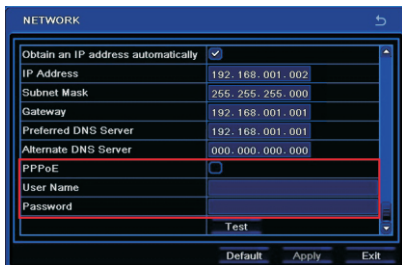 NETWORK
Obtain an IP address automatically
IP Address 192.168.001.002
Subnet Mask 255.255.255.000
Gateway 192.168.001.001
Preferred DNS Server 192.168.001.001
Alternate DNS Server 000.000.000.000
PPPoE
User Name
Password
Test
Default Apply Exit